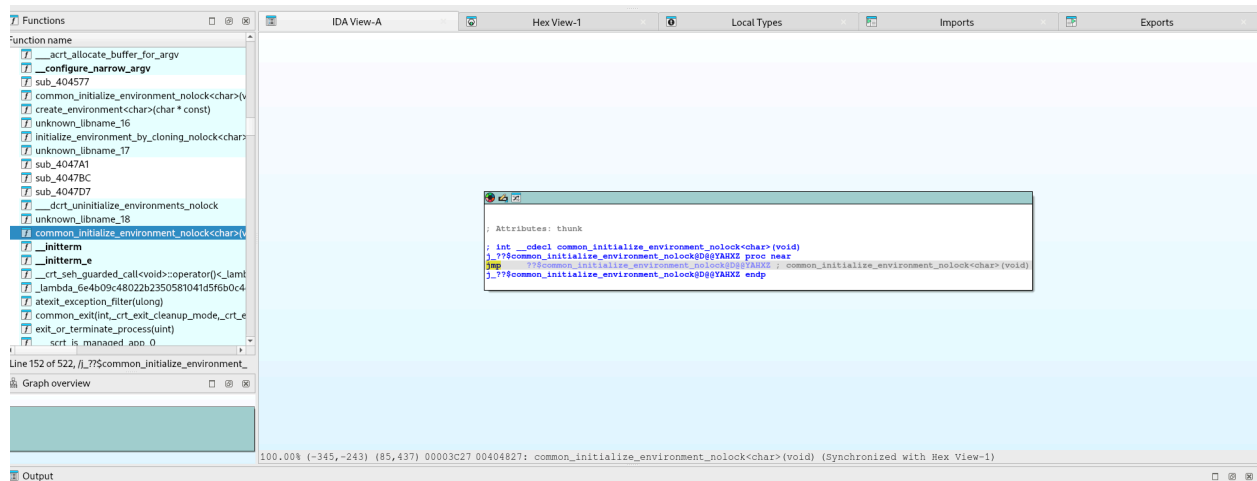 Functions
IDA View-A
Hex View-1
Local Types
Imports
Exports
Function name
___acrt_allocate_buffer_for_argv
__configure_narrow_argv
sub_404577
common_initialize_environment_nolock<char>(v
create_environment<char>(char * const)
unknown_libname_16
initialize_environment_by_cloning_nolock<char>
unknown_libname_17
sub_4047A1
sub_4047BC
sub_4047D7
___dcrt_uninitialize_environments_nolock
unknown_libname_18
common_initialize_environment_nolock<char>(v
__initterm
__initterm_e
__crt_seh_guarded_call<void>::operator()<_lamb
_lambda_6e4b09c48022b2350581041d5f6b0c4
atexit_exception_filter(ulong)
common_exit(int,_crt_exit_cleanup_mode,_crt_e
exit_or_terminate_process(uint)
___scrt_is_managed_app_0
Line 152 of 522, /j_??$common_initialize_environment_
Graph overview
; Attributes: thunk
; int __cdecl common_initialize_environment_nolock<char>(void)
j_??$common_initialize_environment_nolock@D@@YAHXZ proc near
jmp ??$common_initialize_environment_nolock@D@@YAHXZ ; common_initialize_environment_nolock<char>(void)
j_??$common_initialize_environment_nolock@D@@YAHXZ endp
100.00% (-345,-243) (85,437) 00003C27 00404827: common_initialize_environment_nolock<char>(void) (Synchronized with Hex View-1)
Output